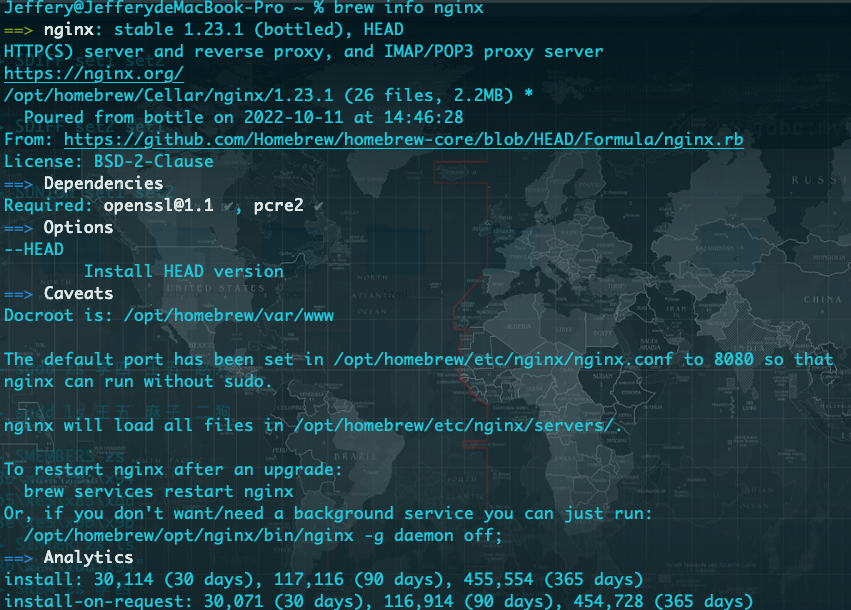 Jeffery@JefferydeMacBook-Pro ~ % brew info nginx
==> nginx: stable 1.23.1 (bottled), HEAD
HTTP(S) server and reverse proxy, and IMAP/POP3 proxy server
https://nginx.org/
/opt/homebrew/Cellar/nginx/1.23.1 (26 files, 2.2MB) *
  Poured from bottle on 2022-10-11 at 14:46:28
From: https://github.com/Homebrew/homebrew-core/blob/HEAD/Formula/nginx.rb
License: BSD-2-Clause
==> Dependencies
Required: openssl@1.1 ✔, pcre2 ✔
==> Options
--HEAD
        Install HEAD version
==> Caveats
Docroot is: /opt/homebrew/var/www
The default port has been set in /opt/homebrew/etc/nginx/nginx.conf to 8080 so that
nginx can run without sudo.
nginx will load all files in /opt/homebrew/etc/nginx/servers/.
To restart nginx after an upgrade:
  brew services restart nginx
Or, if you don't want/need a background service you can just run:
  /opt/homebrew/opt/nginx/bin/nginx -g daemon off;
==> Analytics
install: 30,114 (30 days), 117,116 (90 days), 455,554 (365 days)
install-on-request: 30,071 (30 days), 116,914 (90 days), 454,728 (365 days)